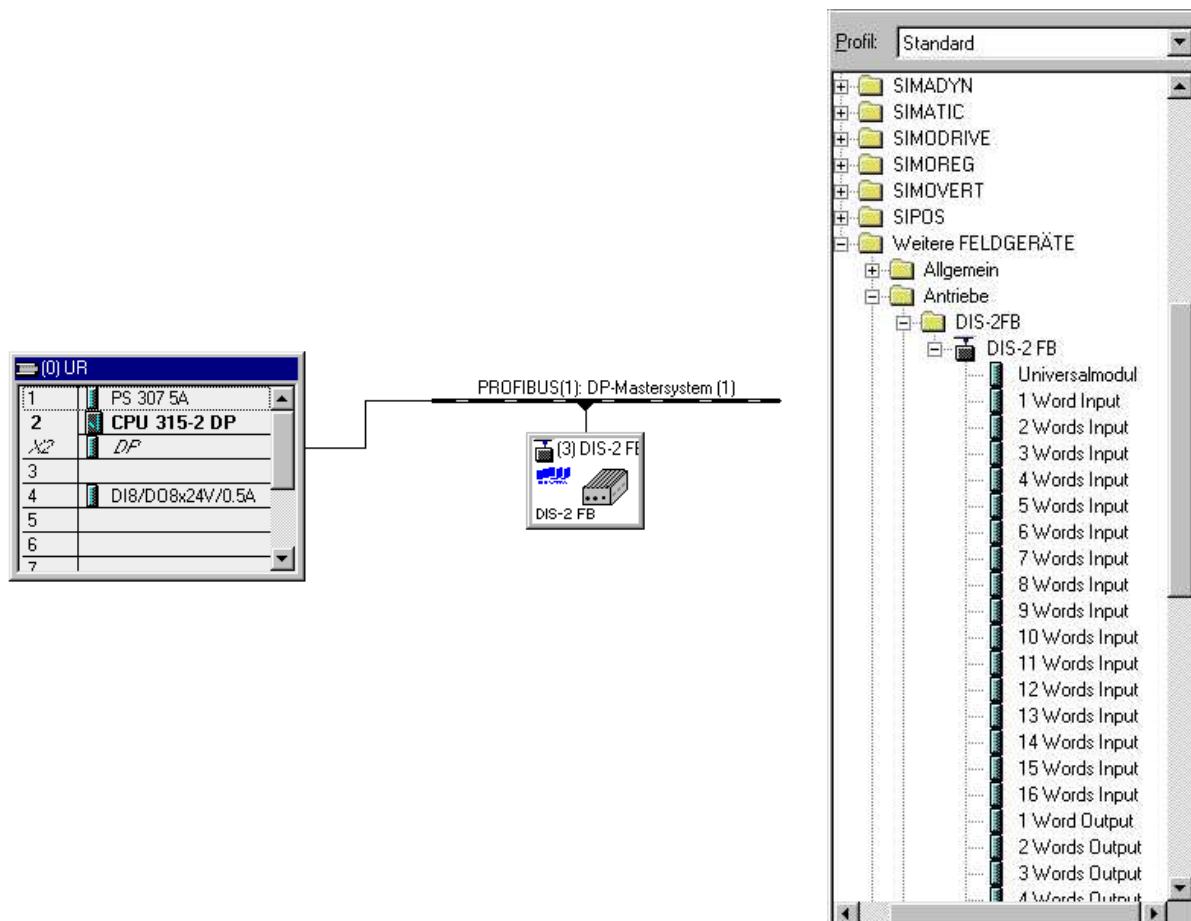 (0) UR
1 PS 307 5A
2 CPU 315-2 DP
X2 DP
3
4 DI8/DO8x24V/0.5A
5
6
7
PROFIBUS(1): DP-Mastersystem (1)
(3) DIS-2 FB
DIS-2 FB
Profil: Standard
SIMADYN
SIMATIC
SIMODRIVE
SIMOREG
SIMOVERT
SIPOS
Weitere FELDGERÄTE
Allgemein
Antriebe
DIS-2FB
DIS-2 FB
Universalmodul
1 Word Input
2 Words Input
3 Words Input
4 Words Input
5 Words Input
6 Words Input
7 Words Input
8 Words Input
9 Words Input
10 Words Input
11 Words Input
12 Words Input
13 Words Input
14 Words Input
15 Words Input
16 Words Input
1 Word Output
2 Words Output
3 Words Output
4 Words Output